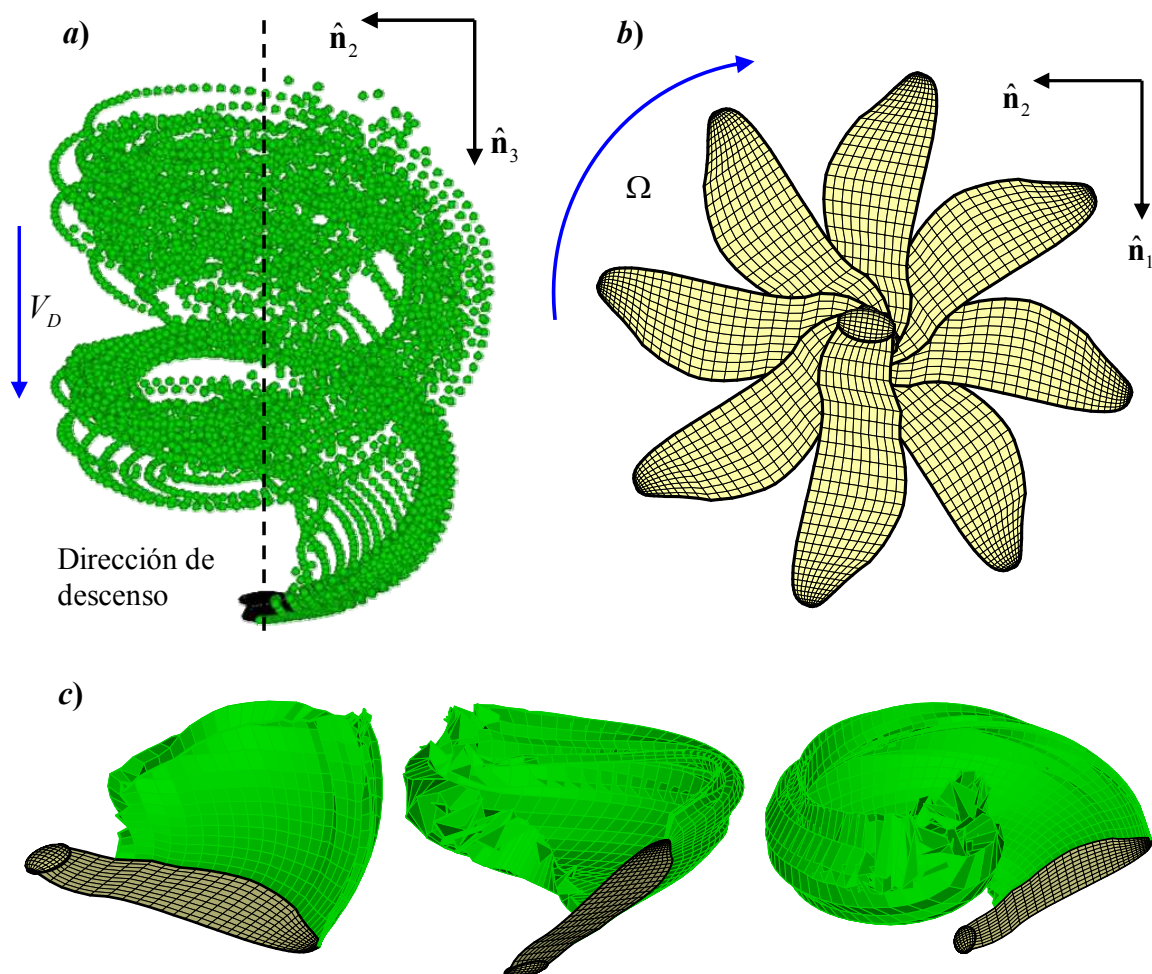 a)
n̂₂
n̂₃
V_D
Dirección de
descenso
b)
n̂₂
n̂₁
Ω
c)